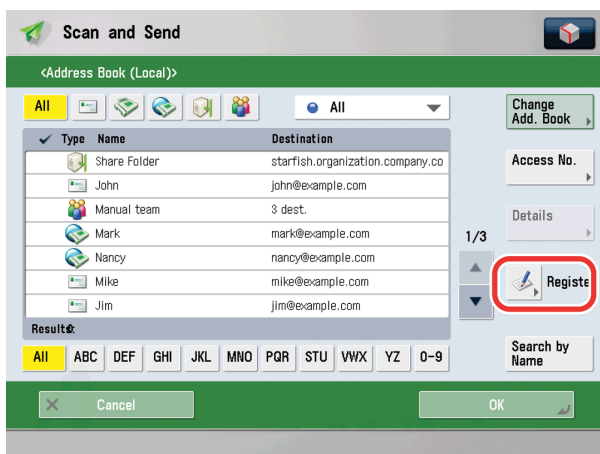 Scan and Send
<Address Book (Local)>
All
All
Change
Add. Book
Type Name Destination
Share Folder starfish.organization.company.co
Access No.
John john@example.com
Manual team 3 dest.
Details
Mark mark@example.com
1/3
Nancy nancy@example.com
Mike mike@example.com
Registe
Jim jim@example.com
Results:
All ABC DEF GHI JKL MNO PQR STU VWX YZ 0-9
Search by
Name
Cancel
OK